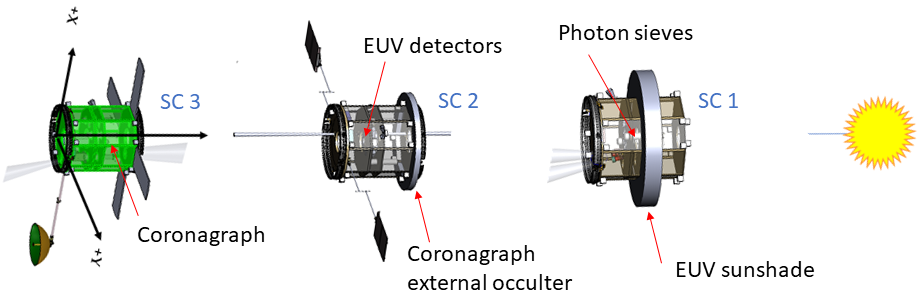 X+
EUV detectors
Photon sieves
SC 3
SC 2
SC 1
Coronagraph
Y+
Coronagraph
external occulter
EUV sunshade